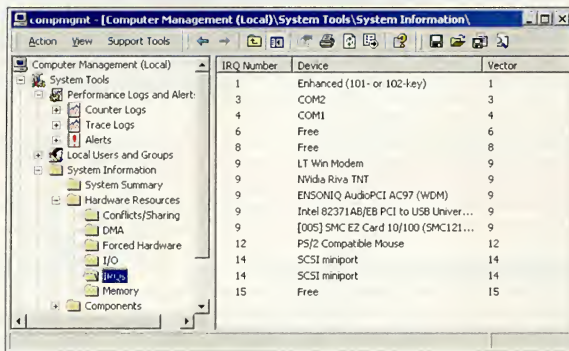 compmgmt - [Computer Management (Local)\System Tools\System Information\
Action View Support Tools
Computer Management (Local)
System Tools
Performance Logs and Alert:
Counter Logs
Trace Logs
Alerts
Local Users and Groups
System Information
System Summary
Hardware Resources
Conflicts/Sharing
DMA
Forced Hardware
I/O
IRQs
Memory
Components
IRQ Number Device Vector
1 Enhanced (101- or 102-key) 1
3 COM2 3
4 COM1 4
6 Free 6
8 Free 8
9 LT Win Modem 9
9 NVidia Riva TNT 9
9 ENSONIQ AudioPCI AC97 (WDM) 9
9 Intel 82371AB/EB PCI to USB Univer... 9
9 [005] SMC EZ Card 10/100 (SMC121... 9
12 PS/2 Compatible Mouse 12
14 SCSI miniport 14
14 SCSI miniport 14
15 Free 15